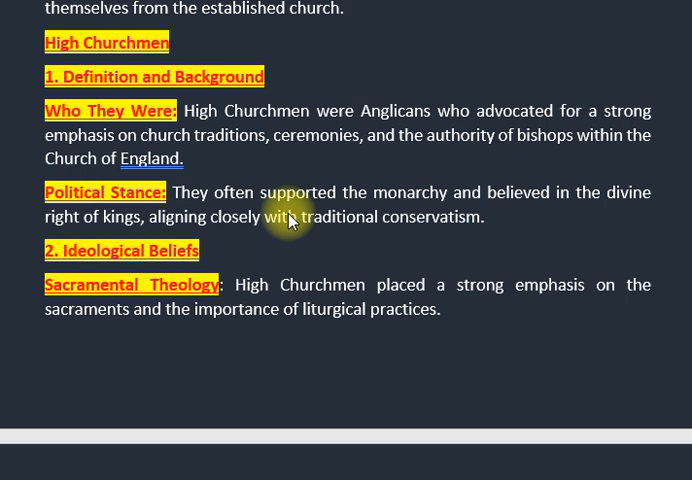 themselves from the established church.
High Churchmen
1. Definition and Background
Who They Were: High Churchmen were Anglicans who advocated for a strong
emphasis on church traditions, ceremonies, and the authority of bishops within the
Church of England.
Political Stance: They often supported the monarchy and believed in the divine
right of kings, aligning closely with traditional conservatism.
2. Ideological Beliefs
Sacramental Theology: High Churchmen placed a strong emphasis on the
sacraments and the importance of liturgical practices.